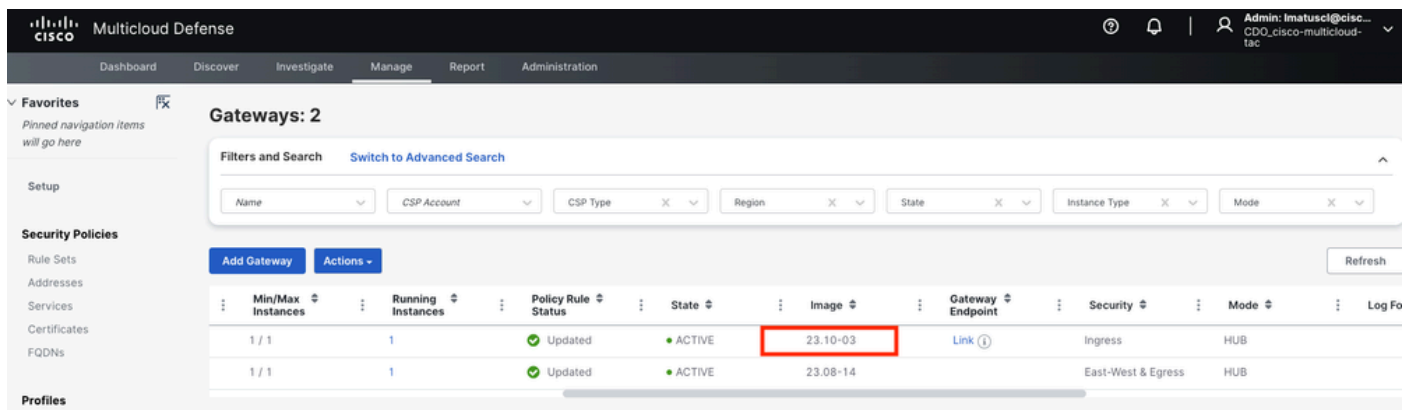 cisco
Multicloud Defense
Admin: lmatuscl@cisc...
CDO_cisco-multicloud-
tac
Dashboard Discover Investigate Manage Report Administration
Favorites
Pinned navigation items
will go here
Setup
Security Policies
Rule Sets
Addresses
Services
Certificates
FQDNs
Profiles
Gateways: 2
Filters and Search Switch to Advanced Search
Name CSP Account CSP Type Region State Instance Type Mode
Add Gateway Actions Refresh
Min/Max Instances Running Instances Policy Rule Status State Image Gateway Endpoint Security Mode Log Fo
1 / 1 1 Updated ACTIVE 23.10-03 Link Ingress HUB
1 / 1 1 Updated ACTIVE 23.08-14 East-West & Egress HUB